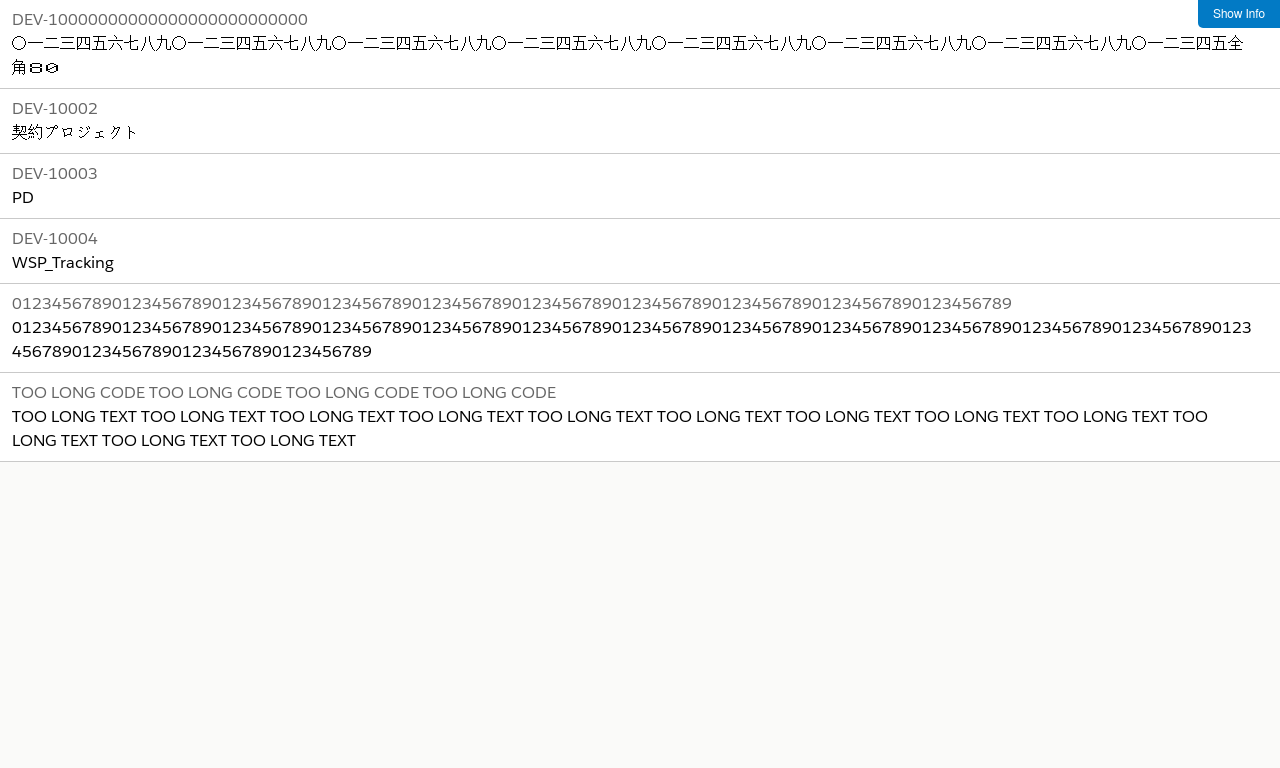 Show Info
DEV-10000000000000000000000000
〇一二三四五六七八九〇一二三四五六七八九〇一二三四五六七八九〇一二三四五六七八九〇一二三四五六七八九〇一二三四五六七八九〇一二三四五六七八九〇一二三四五全
角８０
DEV-10002
契約プロジェクト
DEV-10003
PD
DEV-10004
WSP_Tracking
0123456789012345678901234567890123456789012345678901234567890123456789012345678901234567890123456789
0123456789012345678901234567890123456789012345678901234567890123456789012345678901234567890123456789012345678901234567890123
456789012345678901234567890123456789
TOO LONG CODE TOO LONG CODE TOO LONG CODE TOO LONG CODE
TOO LONG TEXT TOO LONG TEXT TOO LONG TEXT TOO LONG TEXT TOO LONG TEXT TOO LONG TEXT TOO LONG TEXT TOO LONG TEXT TOO LONG TEXT TOO
LONG TEXT TOO LONG TEXT TOO LONG TEXT